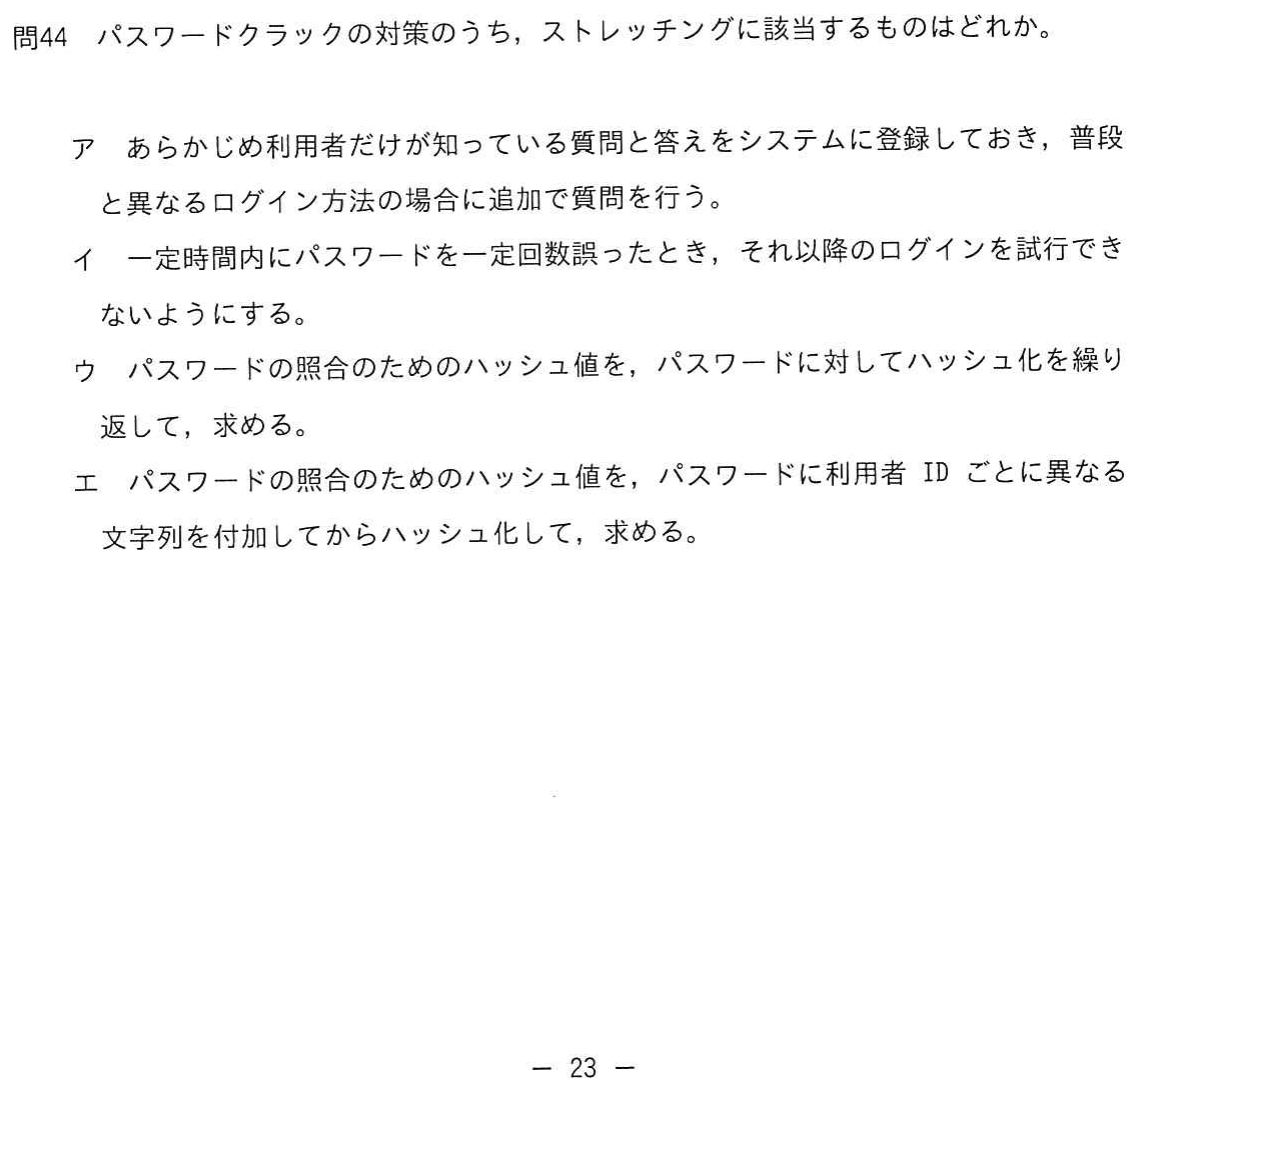 問44　パスワードクラックの対策のうち，ストレッチングに該当するものはどれか。
ア　あらかじめ利用者だけが知っている質問と答えをシステムに登録しておき，普段
と異なるログイン方法の場合に追加で質問を行う。
イ　一定時間内にパスワードを一定回数誤ったとき，それ以降のログインを試行でき
ないようにする。
ウ　パスワードの照合のためのハッシュ値を，パスワードに対してハッシュ化を繰り
返して，求める。
エ　パスワードの照合のためのハッシュ値を，パスワードに利用者 ID ごとに異なる
文字列を付加してからハッシュ化して，求める。
－ 23 －